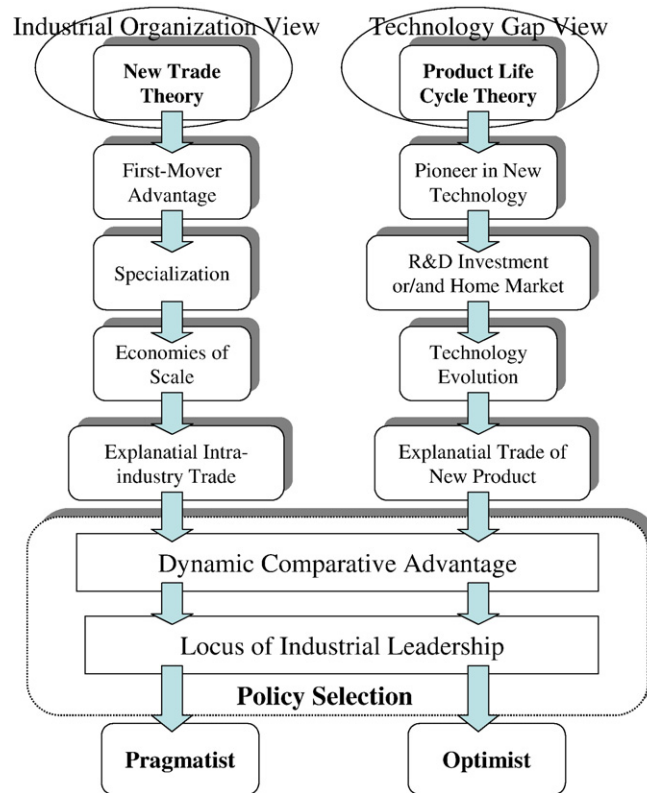 Industrial Organization View
Technology Gap View
New Trade
Theory
Product Life
Cycle Theory
First-Mover
Advantage
Pioneer in New
Technology
Specialization
R&D Investment
or/and Home Market
Economies of
Scale
Technology
Evolution
Explanatial Intra-
industry Trade
Explanatial Trade of
New Product
Dynamic Comparative Advantage
Locus of Industrial Leadership
Policy Selection
Pragmatist
Optimist